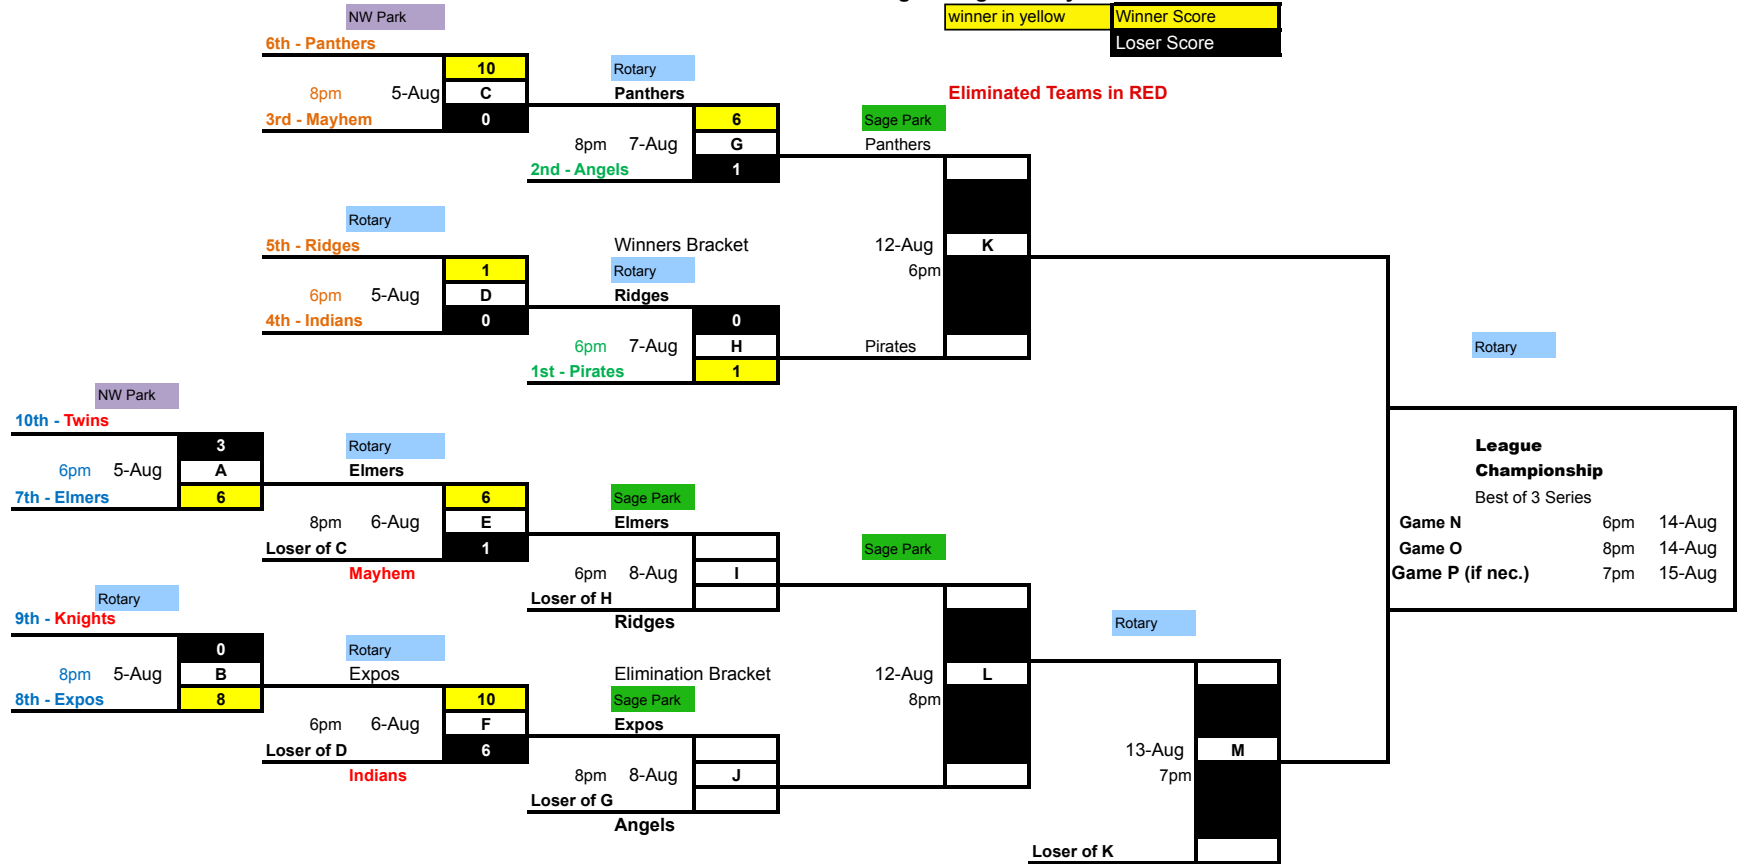 NW Park
winner in yellow Winner Score
6th - Panthers
Loser Score
10
Rotary
8pm 5-Aug C
Panthers
Eliminated Teams in RED
3rd - Mayhem 0
6
Sage Park
8pm 7-Aug G
Panthers
2nd - Angels 1
Rotary
5th - Ridges
Winners Bracket
12-Aug K
1
Rotary
6pm
6pm 5-Aug D
Ridges
4th - Indians 0
0
6pm 7-Aug H
Pirates
Rotary
1st - Pirates 1
NW Park
10th - Twins
3
Rotary
League
6pm 5-Aug A
Elmers
Championship
7th - Elmers 6
6
Sage Park
Best of 3 Series
8pm 6-Aug E
Elmers
Game N 6pm 14-Aug
Loser of C 1
Sage Park
Game O 8pm 14-Aug
Mayhem
6pm 8-Aug I
Game P (if nec.) 7pm 15-Aug
Rotary
Loser of H
9th - Knights
Ridges
Rotary
0
Rotary
8pm 5-Aug B
Expos
Elimination Bracket
12-Aug L
8th - Expos 8
10
Sage Park
8pm
6pm 6-Aug F
Expos
Loser of D 6
13-Aug M
Indians
8pm 8-Aug J
7pm
Loser of G
Angels
Loser of K